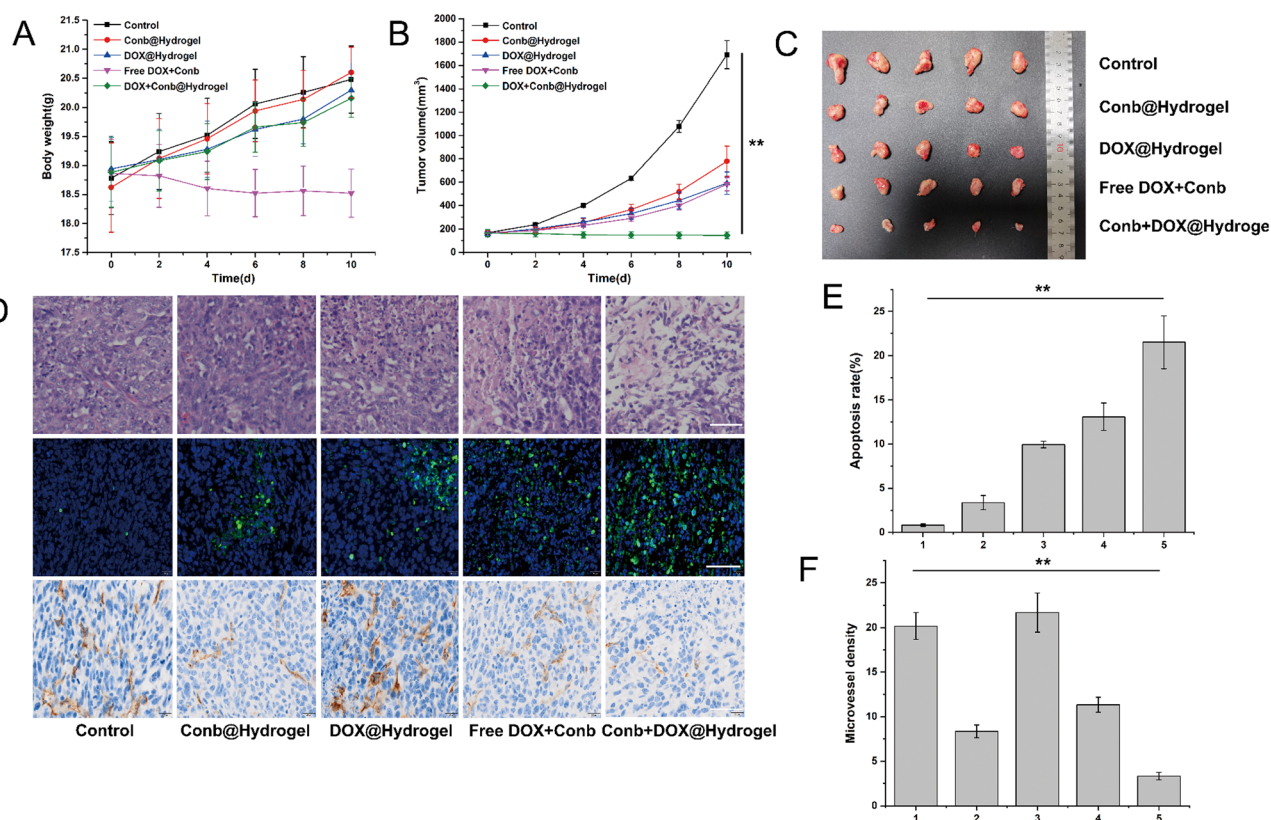 A
Body weight(g)
21.5
21.0
20.5
20.0
19.5
19.0
18.5
18.0
17.5
Control
Conb@Hydrogel
DOX@Hydrogel
Free DOX+Conb
DOX+Conb@Hydrogel
0 2 4 6 8 10
Time(d)
B
Tumor volume(mm³)
2000
1800
1600
1400
1200
1000
800
600
400
200
0
Control
Conb@Hydrogel
DOX@Hydrogel
Free DOX+Conb
DOX+Conb@Hydrogel
**
0 2 4 6 8 10
Time(d)
C
Control
Conb@Hydrogel
DOX@Hydrogel
Free DOX+Conb
Conb+DOX@Hydroge
D
Control Conb@Hydrogel DOX@Hydrogel Free DOX+Conb Conb+DOX@Hydrogel
E
Apoptosis rate(%)
25
20
15
10
5
0
**
1 2 3 4 5
F
Microvessel density
25
20
15
10
5
0
**
1 2 3 4 5